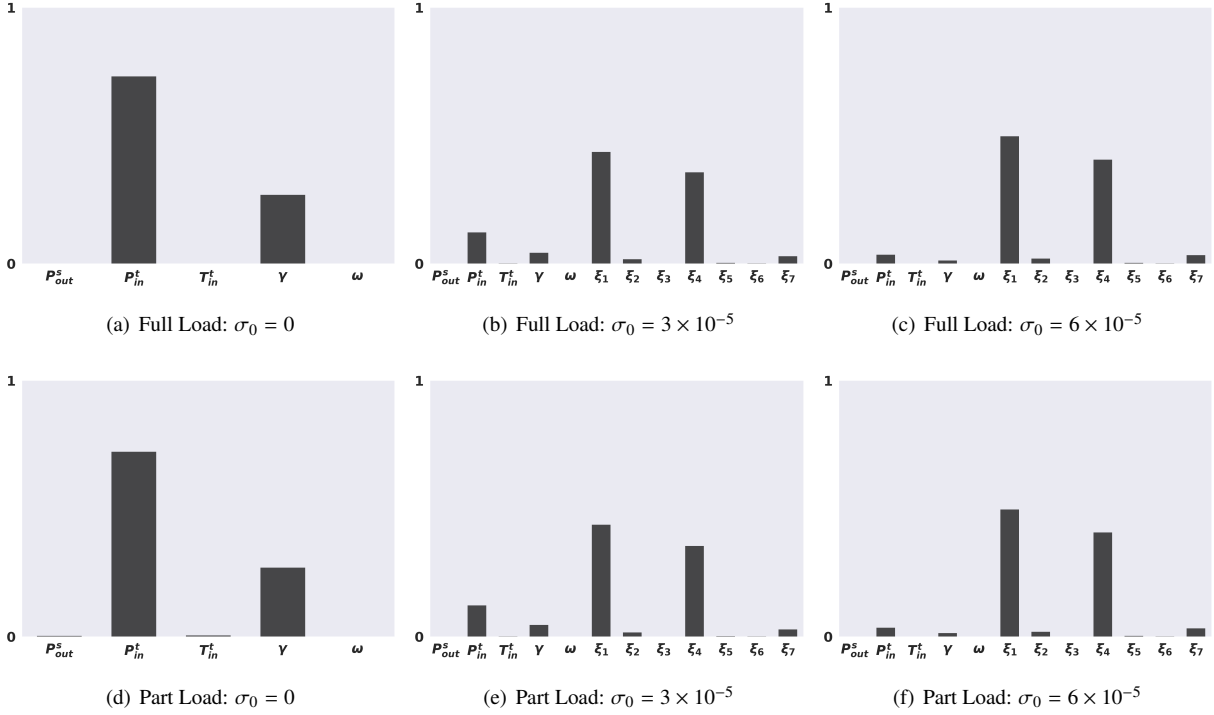 1 1 1
0 0 0
P^s_out P^t_in T^t_in γ ω P^s_out P^t_in T^t_in γ ω ξ₁ ξ₂ ξ₃ ξ₄ ξ₅ ξ₆ ξ₇ P^s_out P^t_in T^t_in γ ω ξ₁ ξ₂ ξ₃ ξ₄ ξ₅ ξ₆ ξ₇
(a) Full Load: σ₀ = 0 (b) Full Load: σ₀ = 3 × 10⁻⁵ (c) Full Load: σ₀ = 6 × 10⁻⁵
1 1 1
0 0 0
P^s_out P^t_in T^t_in γ ω P^s_out P^t_in T^t_in γ ω ξ₁ ξ₂ ξ₃ ξ₄ ξ₅ ξ₆ ξ₇ P^s_out P^t_in T^t_in γ ω ξ₁ ξ₂ ξ₃ ξ₄ ξ₅ ξ₆ ξ₇
(d) Part Load: σ₀ = 0 (e) Part Load: σ₀ = 3 × 10⁻⁵ (f) Part Load: σ₀ = 6 × 10⁻⁵